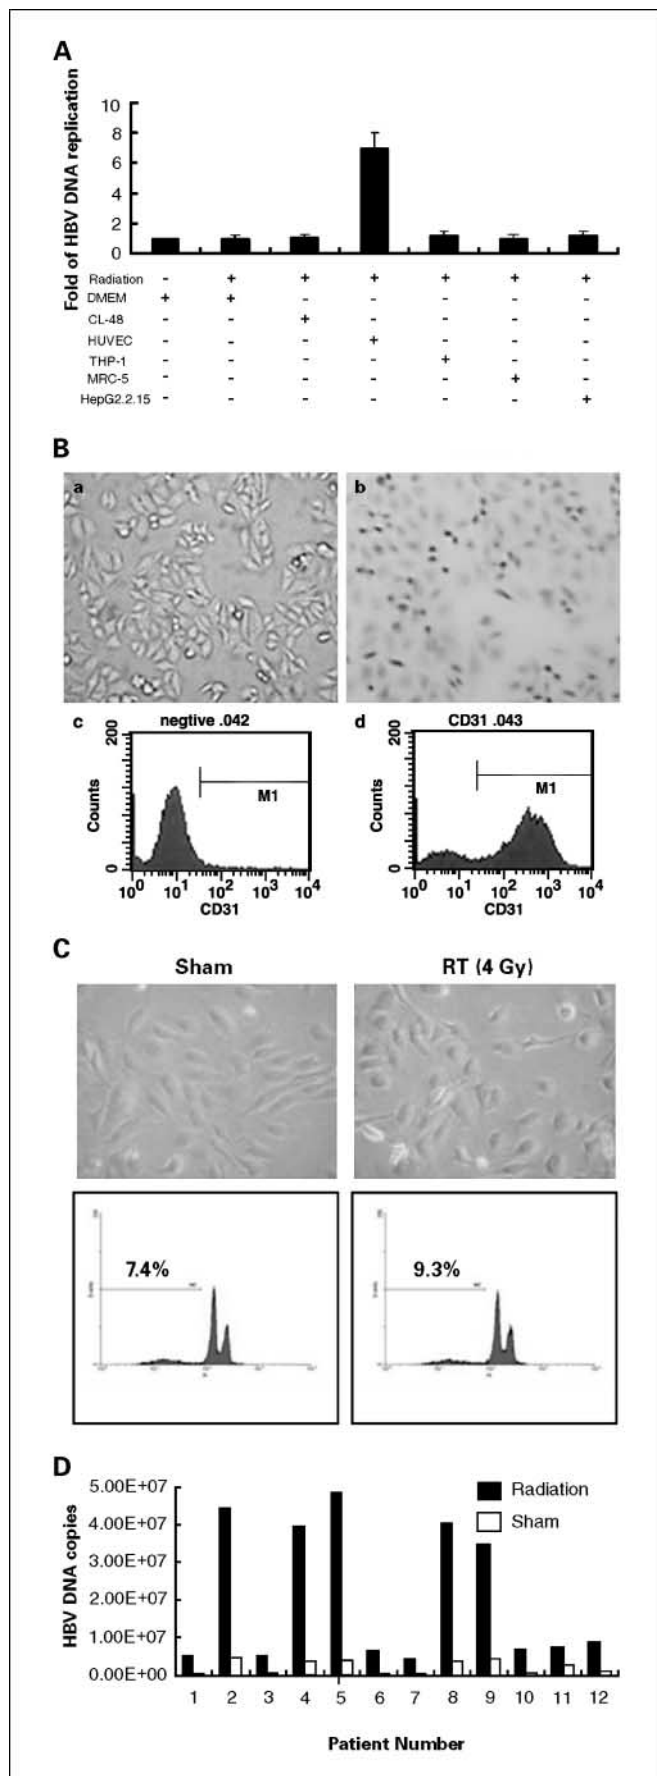 A
Fold of HBV DNA replication
10
8
6
4
2
0
Radiation - + + + + + +
DMEM + + - - - - -
CL-48 - - + - - - -
HUVEC - - - + - - -
THP-1 - - - - + - -
MRC-5 - - - - - + -
HepG2.2.15 - - - - - - +
B
a
b
c
negtive .042
200
Counts
0
M1
10⁰ 10¹ 10² 10³ 10⁴
CD31
d
CD31 .043
200
Counts
0
M1
10⁰ 10¹ 10² 10³ 10⁴
CD31
C
Sham
RT (4 Gy)
7.4%
9.3%
D
HBV DNA copies
5.00E+07
4.00E+07
3.00E+07
2.00E+07
1.00E+07
0.00E+00
Radiation
Sham
1 2 3 4 5 6 7 8 9 10 11 12
Patient Number